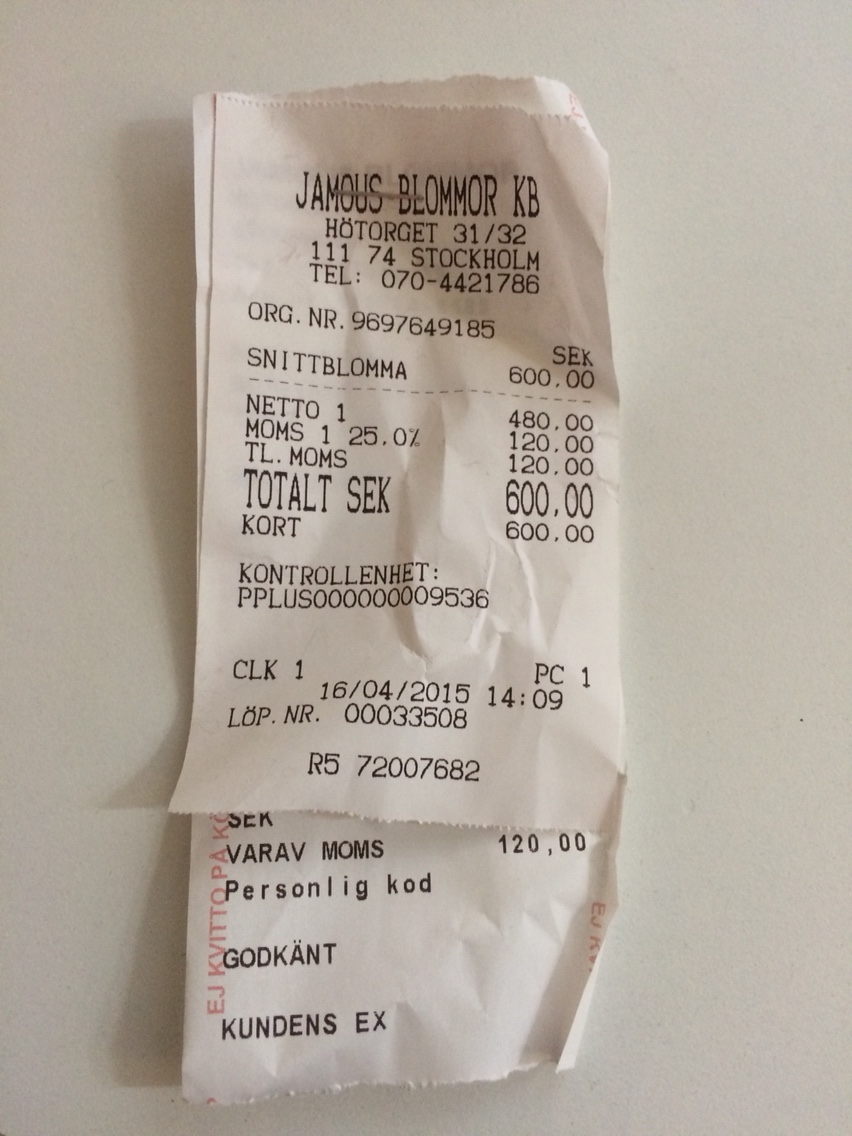 JAMOUS BLOMMOR KB
HÖTORGET 31/32
111 74 STOCKHOLM
TEL: 070-4421786
ORG.NR.9697649185
SEK
SNITTBLOMMA 600,00
NETTO 1 480,00
MOMS 1 25,0% 120,00
TL.MOMS 120,00
TOTALT SEK 600,00
KORT 600,00
KONTROLLENHET:
PPLUS000000009536
CLK 1 PC 1
16/04/2015 14:09
LÖP.NR. 00033508
R5 72007682
SEK
VARAV MOMS 120,00
Personlig kod
GODKÄNT
KUNDENS EX
EJ KVITTO PÅ KÖ
EJ KV